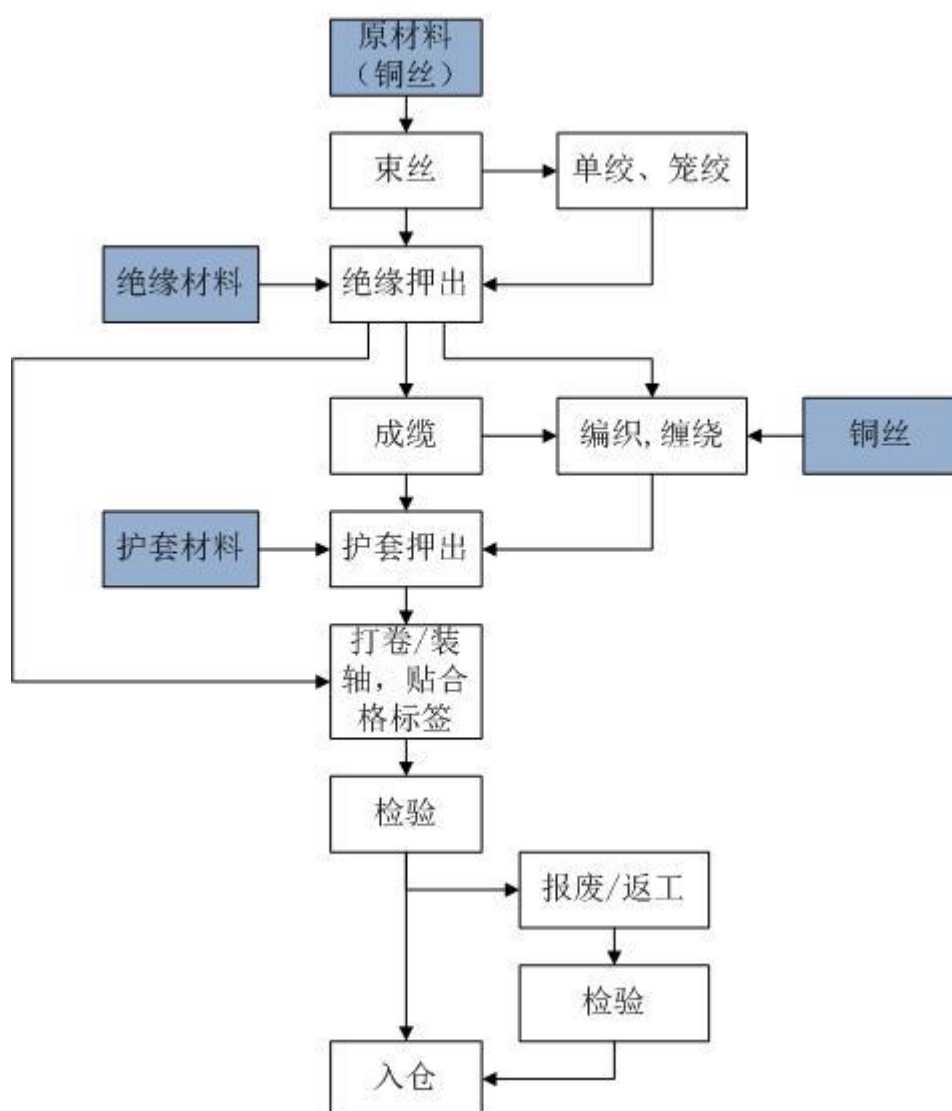 原材料
（铜丝）
束丝
单绞、笼绞
绝缘材料
绝缘押出
成缆
编织,缠绕
铜丝
护套材料
护套押出
打卷/装
轴，贴合
格标签
检验
报废/返工
检验
入仓